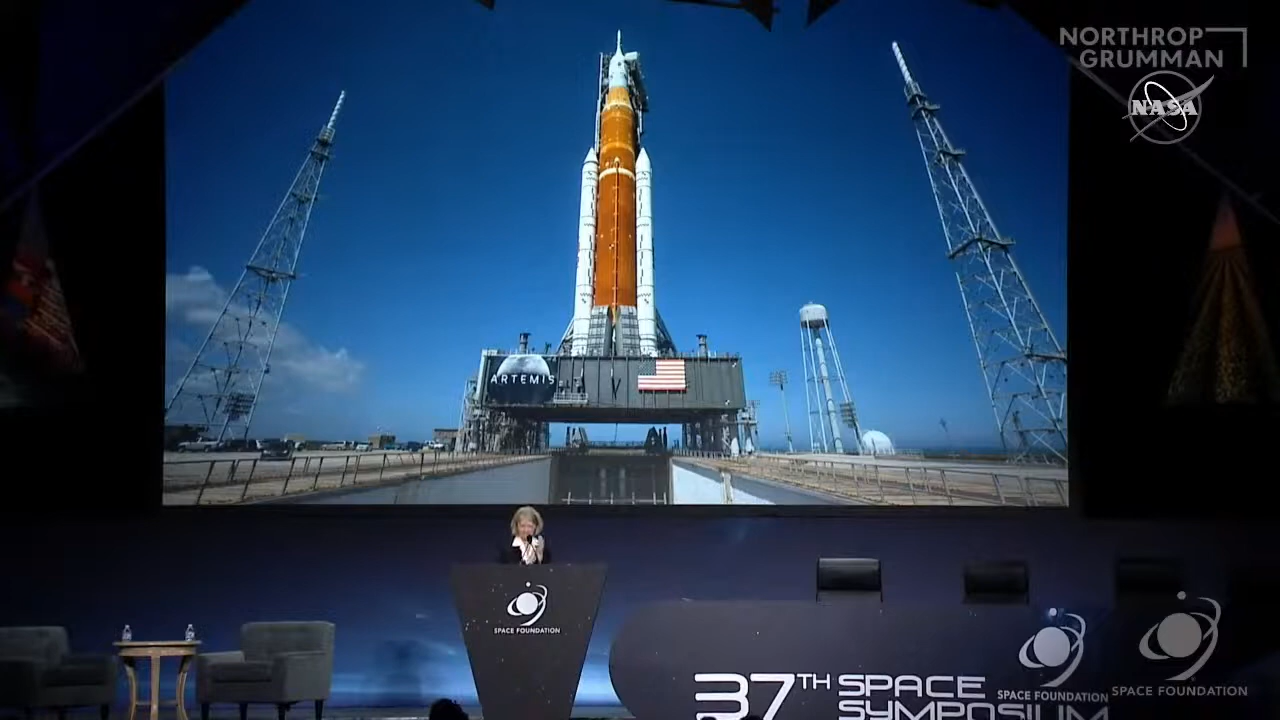 NORTHROP
GRUMMAN
NASA
ARTEMIS
SPACE FOUNDATION
37TH SPACE
SYMPOSIUM
SPACE FOUNDATION
SPACE FOUNDATION